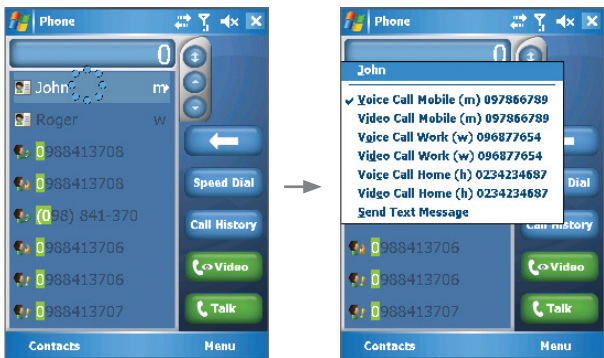 Phone
0
John m
Roger w
0988413708
0988413708
(098) 841-370
0988413706
0988413706
0988413707
Speed Dial
Call History
Video
Talk
Contacts Menu
Phone
0
John
Voice Call Mobile (m) 097866789
Video Call Mobile (m) 097866789
Voice Call Work (w) 096877654
Video Call Work (w) 096877654
Voice Call Home (h) 0234234687
Video Call Home (h) 0234234687
Send Text Message
0988413706
0988413706
0988413707
Dial
Call History
Video
Talk
Contacts Menu